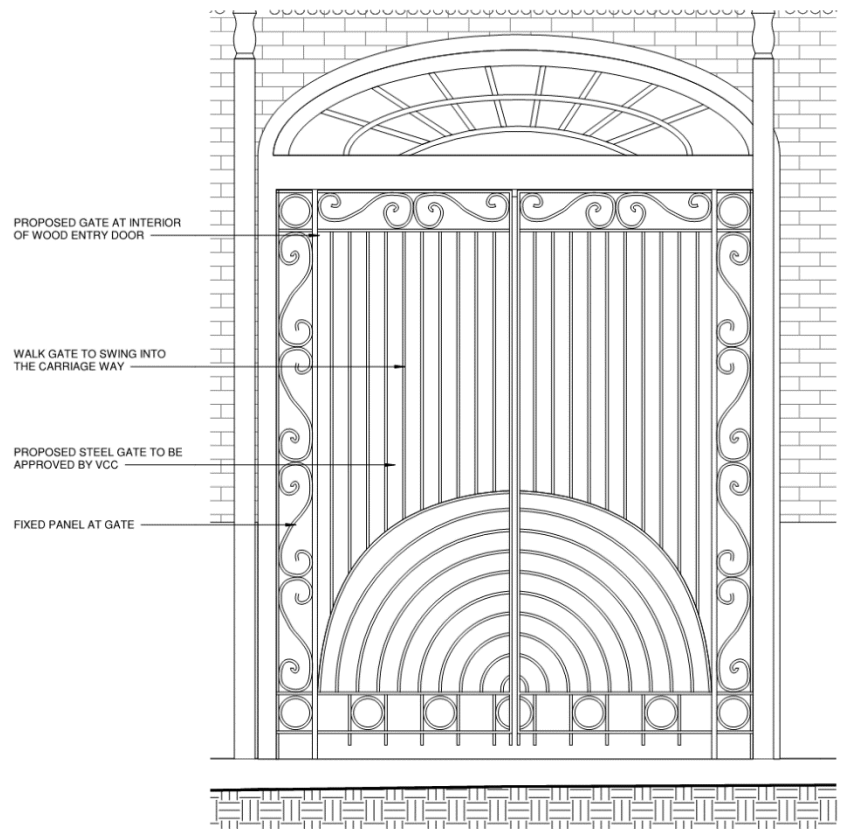 PROPOSED GATE AT INTERIOR
OF WOOD ENTRY DOOR
WALK GATE TO SWING INTO
THE CARRIAGE WAY
PROPOSED STEEL GATE TO BE
APPROVED BY VCC
FIXED PANEL AT GATE